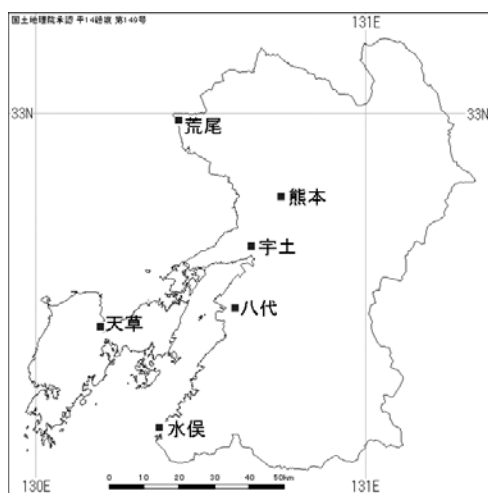 国土地理院承認 平14総複 第149号
131E
33N
33N
荒尾
熊本
宇土
八代
天草
水俣
130E
0 10 20 30 40 50km
131E